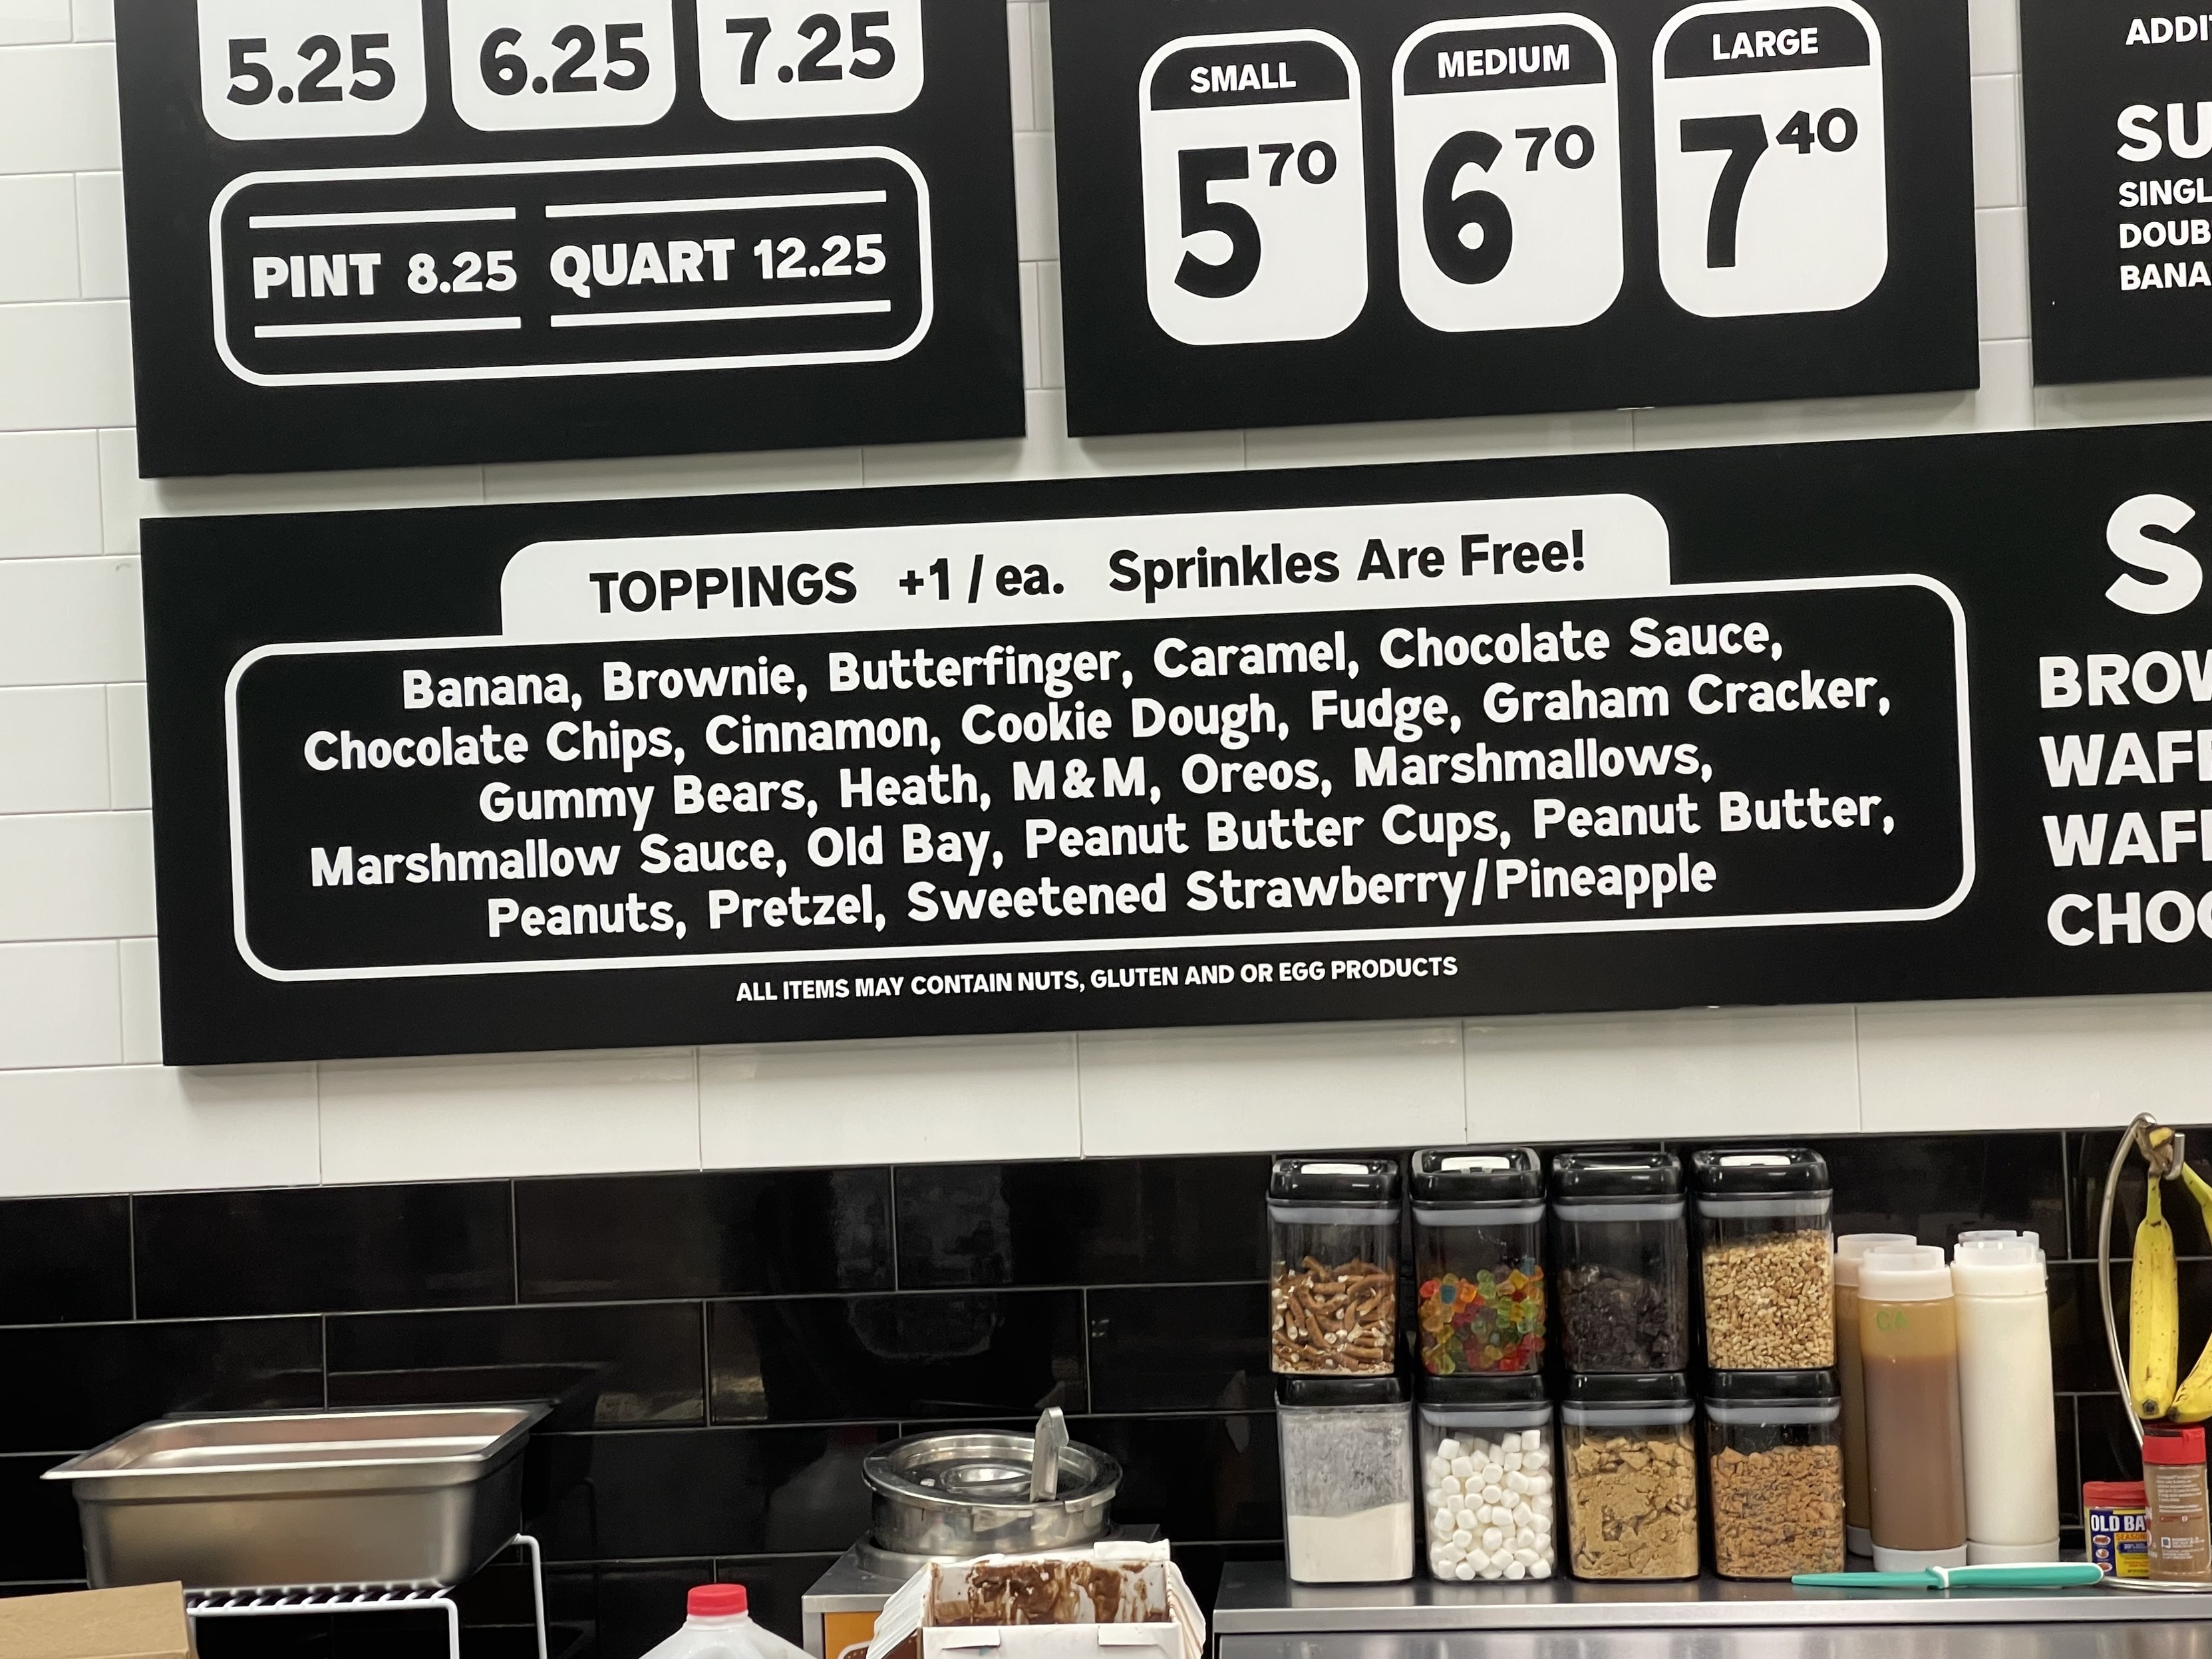 5.25 6.25 7.25
PINT 8.25 QUART 12.25
SMALL MEDIUM LARGE
5 70 6 70 7 40
TOPPINGS +1 / ea. Sprinkles Are Free!
Banana, Brownie, Butterfinger, Caramel, Chocolate Sauce,
Chocolate Chips, Cinnamon, Cookie Dough, Fudge, Graham Cracker,
Gummy Bears, Heath, M&M, Oreos, Marshmallows,
Marshmallow Sauce, Old Bay, Peanut Butter Cups, Peanut Butter,
Peanuts, Pretzel, Sweetened Strawberry/Pineapple
ALL ITEMS MAY CONTAIN NUTS, GLUTEN AND OR EGG PRODUCTS
CA
OLD BAY